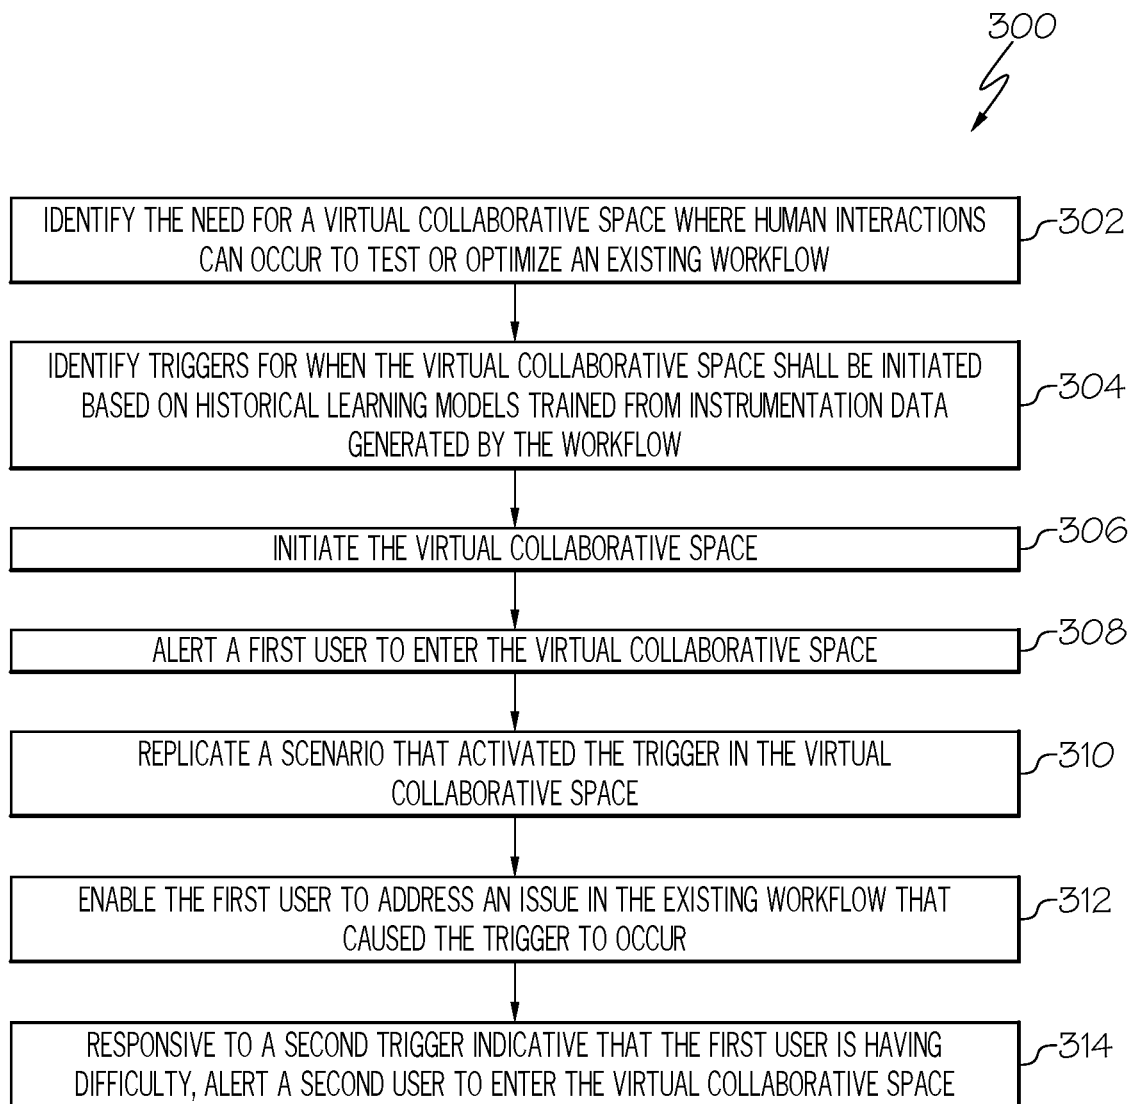 300
IDENTIFY THE NEED FOR A VIRTUAL COLLABORATIVE SPACE WHERE HUMAN INTERACTIONS
CAN OCCUR TO TEST OR OPTIMIZE AN EXISTING WORKFLOW
302
IDENTIFY TRIGGERS FOR WHEN THE VIRTUAL COLLABORATIVE SPACE SHALL BE INITIATED
BASED ON HISTORICAL LEARNING MODELS TRAINED FROM INSTRUMENTATION DATA
GENERATED BY THE WORKFLOW
304
INITIATE THE VIRTUAL COLLABORATIVE SPACE
306
ALERT A FIRST USER TO ENTER THE VIRTUAL COLLABORATIVE SPACE
308
REPLICATE A SCENARIO THAT ACTIVATED THE TRIGGER IN THE VIRTUAL
COLLABORATIVE SPACE
310
ENABLE THE FIRST USER TO ADDRESS AN ISSUE IN THE EXISTING WORKFLOW THAT
CAUSED THE TRIGGER TO OCCUR
312
RESPONSIVE TO A SECOND TRIGGER INDICATIVE THAT THE FIRST USER IS HAVING
DIFFICULTY, ALERT A SECOND USER TO ENTER THE VIRTUAL COLLABORATIVE SPACE
314